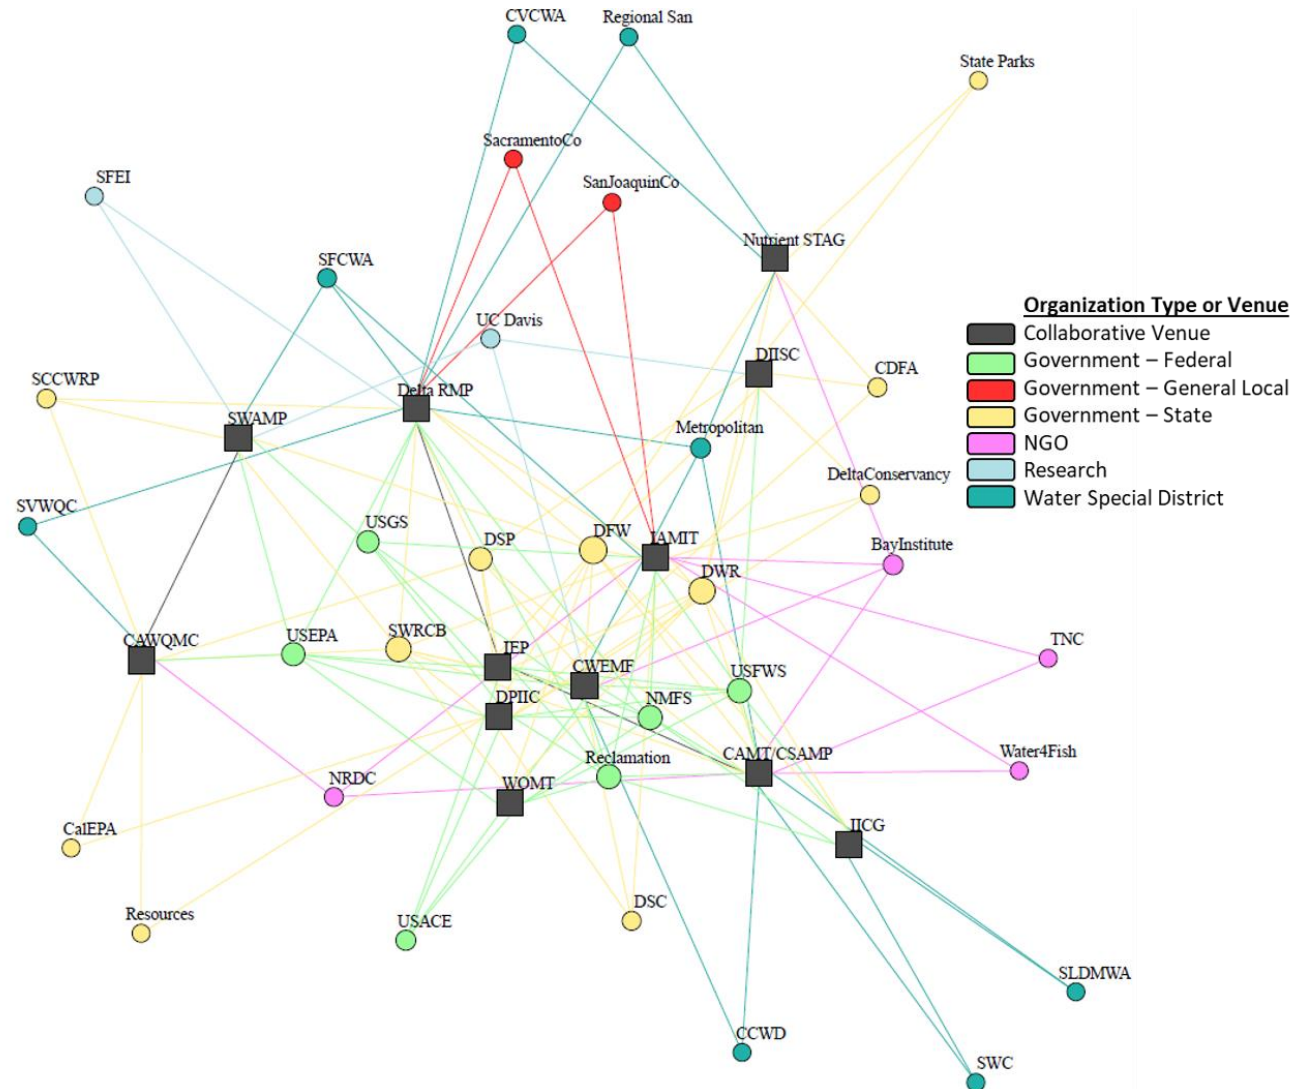 CVCWA
Regional San
State Parks
SacramentoCo
SFEI
SanJoaquinCo
Nutrient STAG
SFCWA
UC Davis
DIISC
CDFA
SCCWRP
Delta RMP
SWAMP
Metropolitan
DeltaConservancy
SVWQC
USGS
DSP
DFW
IAMIT
BayInstitute
DWR
CAWQMC
USEPA
SWRCB
IEP
CWEMF
USFWS
TNC
DPIIC
NMFS
Reclamation
CAMT/CSAMP
Water4Fish
NRDC
WOMT
CalEPA
IICG
Resources
USACE
DSC
SLDMWA
CCWD
SWC
Organization Type or Venue
Collaborative Venue
Government – Federal
Government – General Local
Government – State
NGO
Research
Water Special District